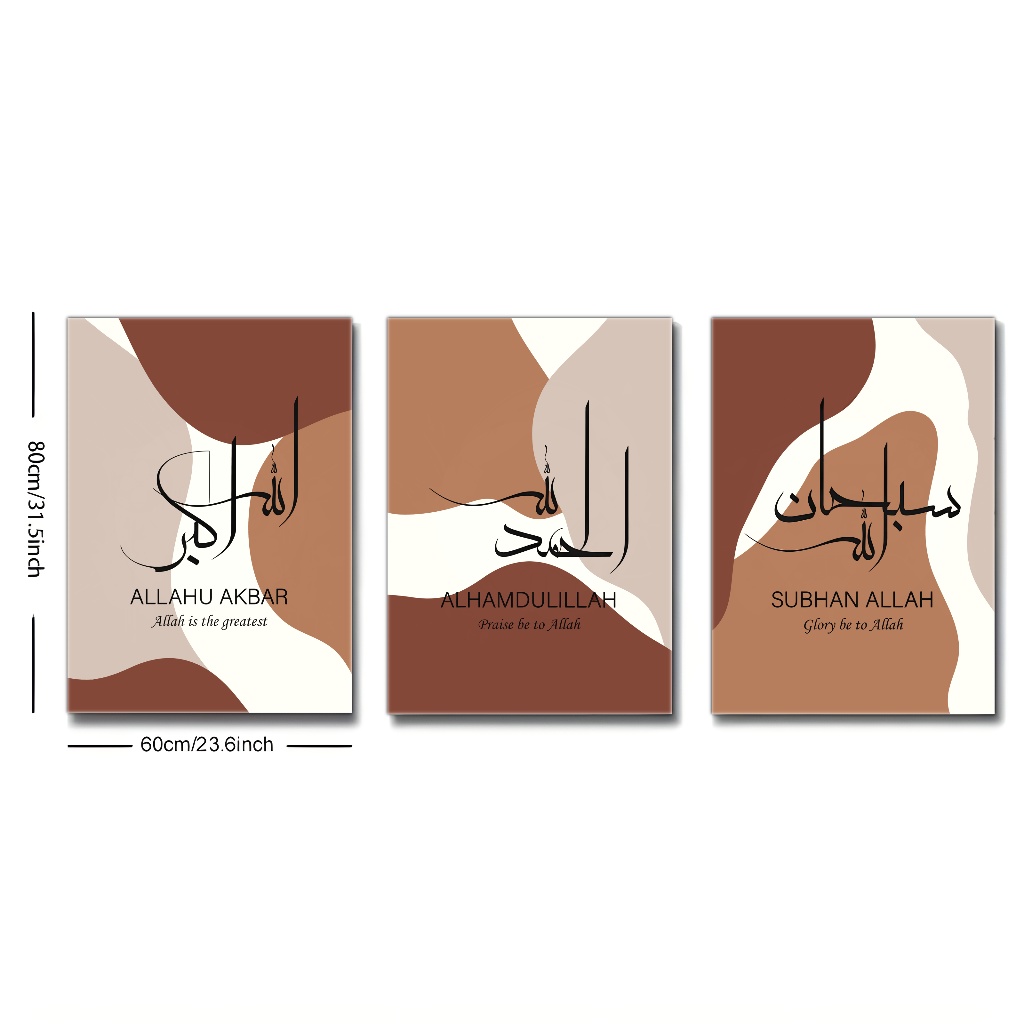 80cm/31.5inch
الله
اكبر
ALLAHU AKBAR
Allah is the greatest
60cm/23.6inch
الحمد
لله
ALHAMDULILLAH
Praise be to Allah
سبحان
الله
SUBHAN ALLAH
Glory be to Allah